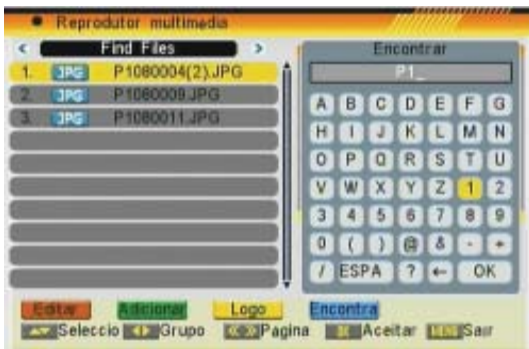 Reprodutor multimedia
Find Files
1. JPG P1080004(2).JPG
2. JPG P1080009.JPG
3. JPG P1080011.JPG
Encontrar
P1_
A B C D E F G
H I J K L M N
O P Q R S T U
V W X Y Z 1 2
3 4 5 6 7 8 9
0 ( ) @ & - +
/ ESPA ? ← OK
Editar Adicionar Logo Encontra
Seleccio Grupo Pagina Aceitar MENU Sair